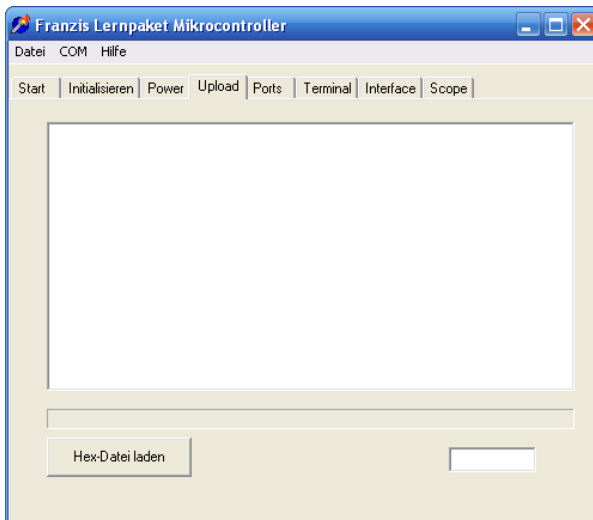 Franzis Lernpaket Mikrocontroller
Datei COM Hilfe
Start Initialisieren Power Upload Ports Terminal Interface Scope
Hex-Datei laden